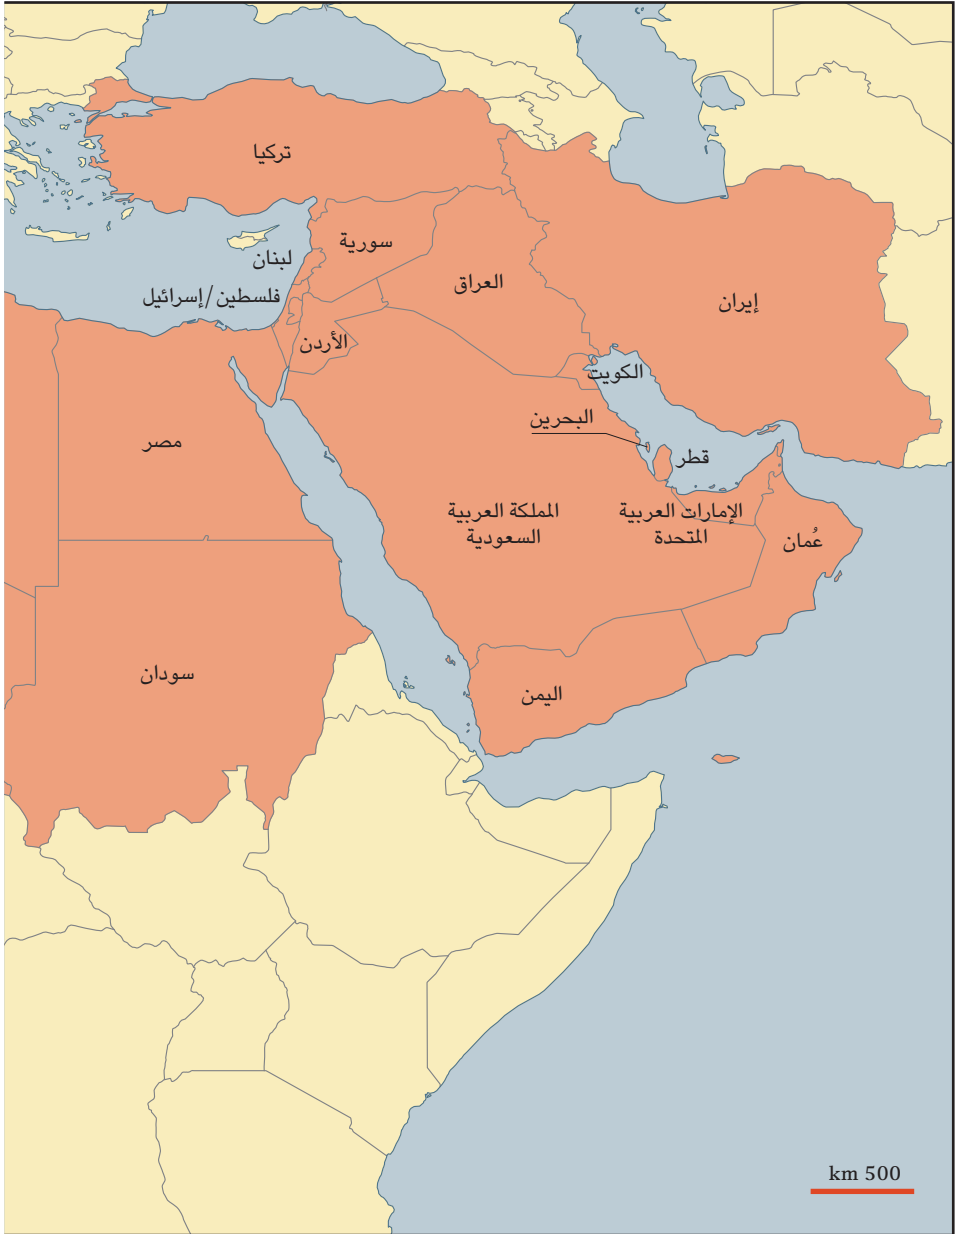 تركيا
سورية
لبنان
العراق
فلسطين/إسرائيل
إيران
الأردن
الكويت
البحرين
مصر
قطر
المملكة العربية
السعودية
الإمارات العربية
المتحدة
عُمان
سودان
اليمن
km 500